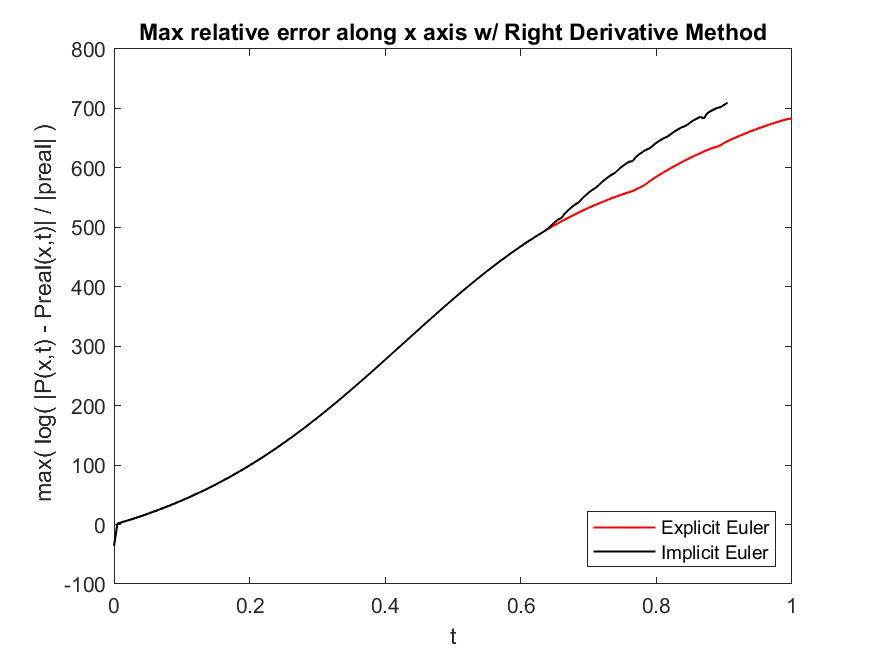 Max relative error along x axis w/ Right Derivative Method
max( log( |P(x,t) - Preal(x,t)| / |preal| )
800
700
600
500
400
300
200
100
0
-100
0 0.2 0.4 0.6 0.8 1
t
Explicit Euler
Implicit Euler